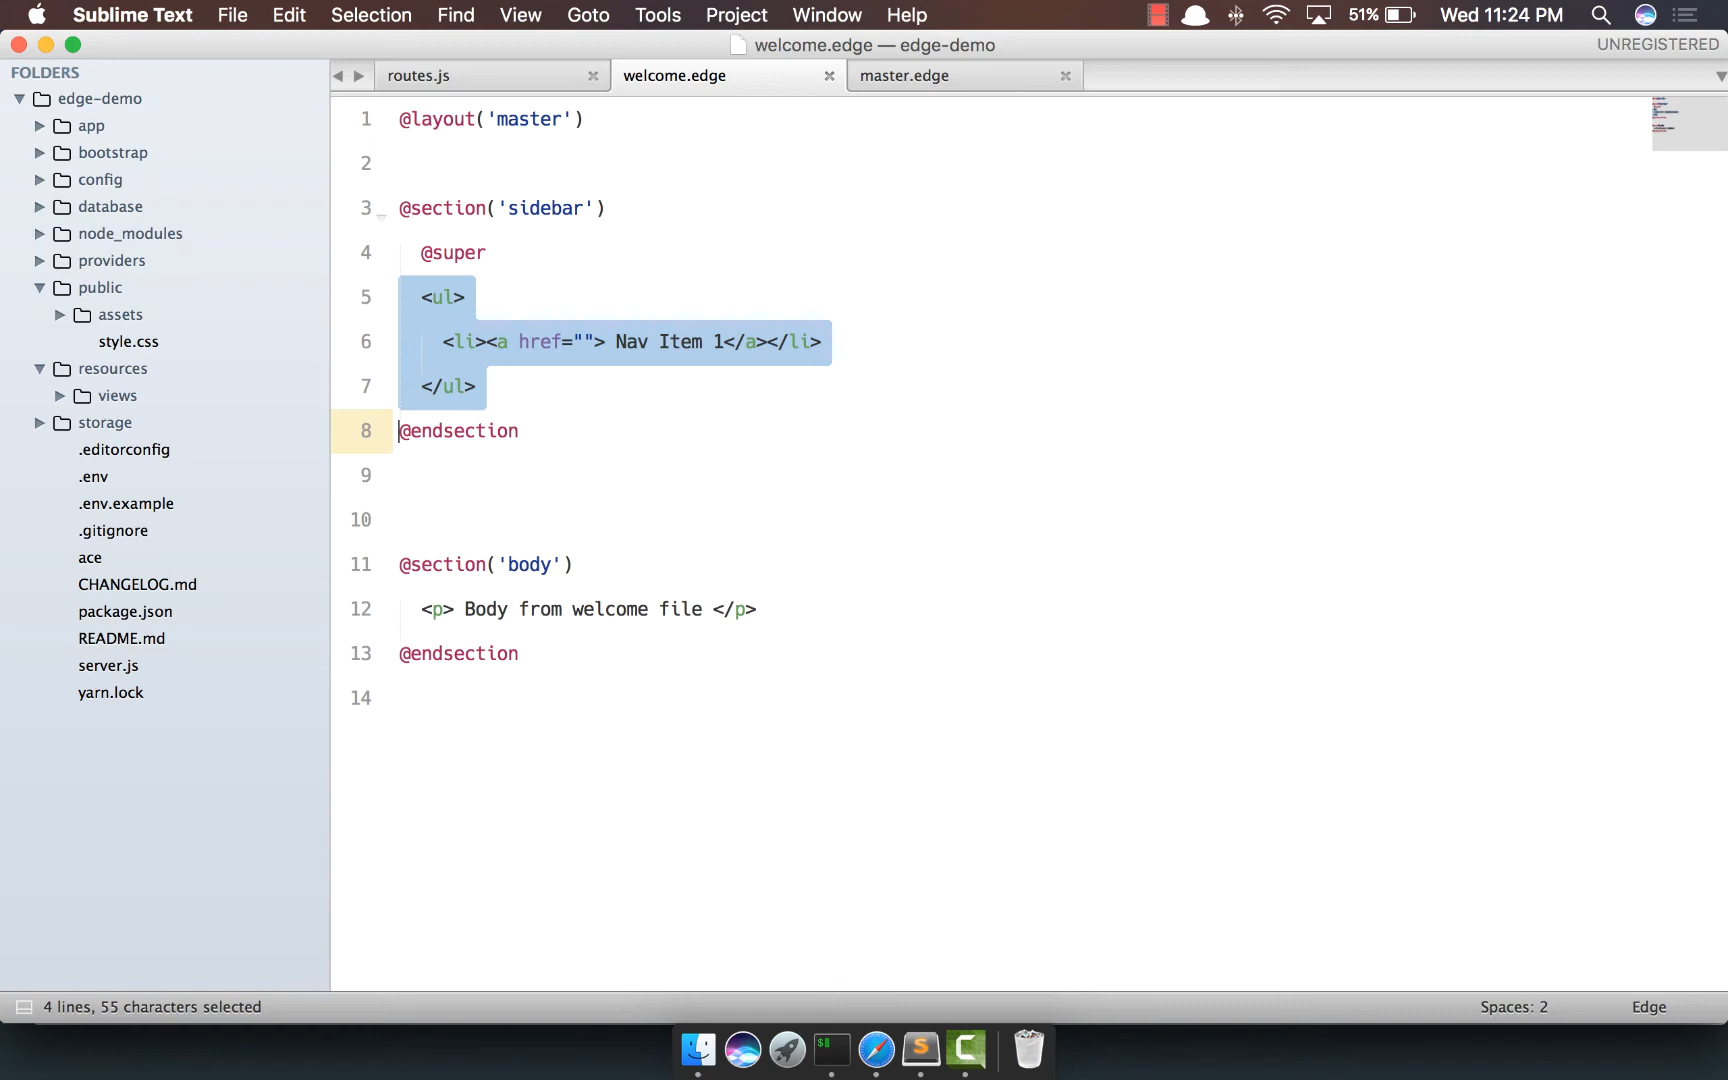 Sublime Text File Edit Selection Find View Goto Tools Project Window Help 51% Wed 11:24 PM
welcome.edge — edge-demo UNREGISTERED
FOLDERS
edge-demo
app
bootstrap
config
database
node_modules
providers
public
assets
style.css
resources
views
storage
.editorconfig
.env
.env.example
.gitignore
ace
CHANGELOG.md
package.json
README.md
server.js
yarn.lock
routes.js welcome.edge master.edge
1 @layout('master')
2
3 @section('sidebar')
4 @super
5 <ul>
6 <li><a href=""> Nav Item 1</a></li>
7 </ul>
8 @endsection
9
10
11 @section('body')
12 <p> Body from welcome file </p>
13 @endsection
14
4 lines, 55 characters selected Spaces: 2 Edge